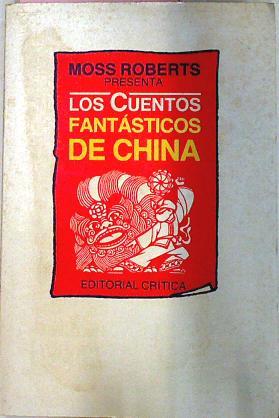 MOSS ROBERTS
PRESENTA
LOS CUENTOS
FANTÁSTICOS
DE CHINA
EDITORIAL CRÍTICA